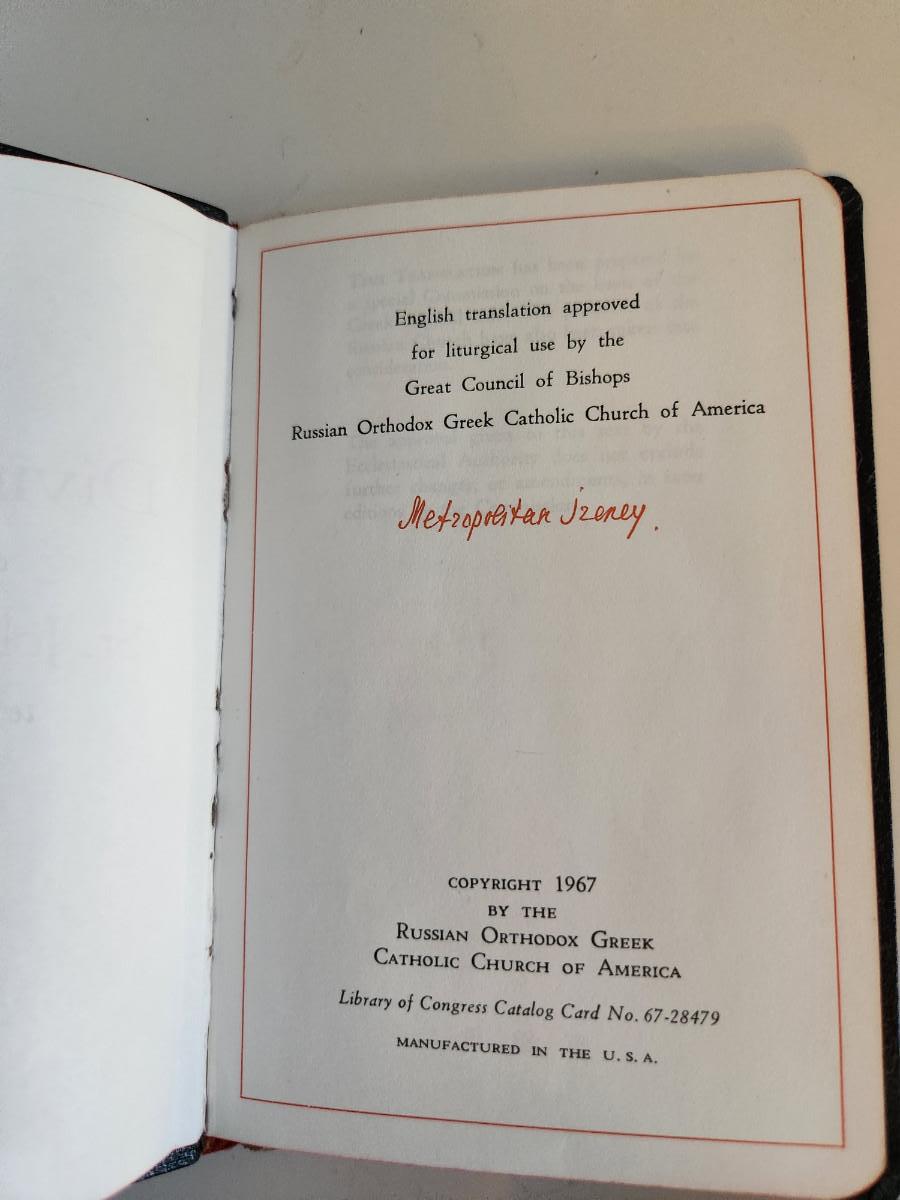 English translation approved
for liturgical use by the
Great Council of Bishops
Russian Orthodox Greek Catholic Church of America
Metropolitan Ireney.
COPYRIGHT 1967
BY THE
RUSSIAN ORTHODOX GREEK
CATHOLIC CHURCH OF AMERICA
Library of Congress Catalog Card No. 67-28479
MANUFACTURED IN THE U. S. A.